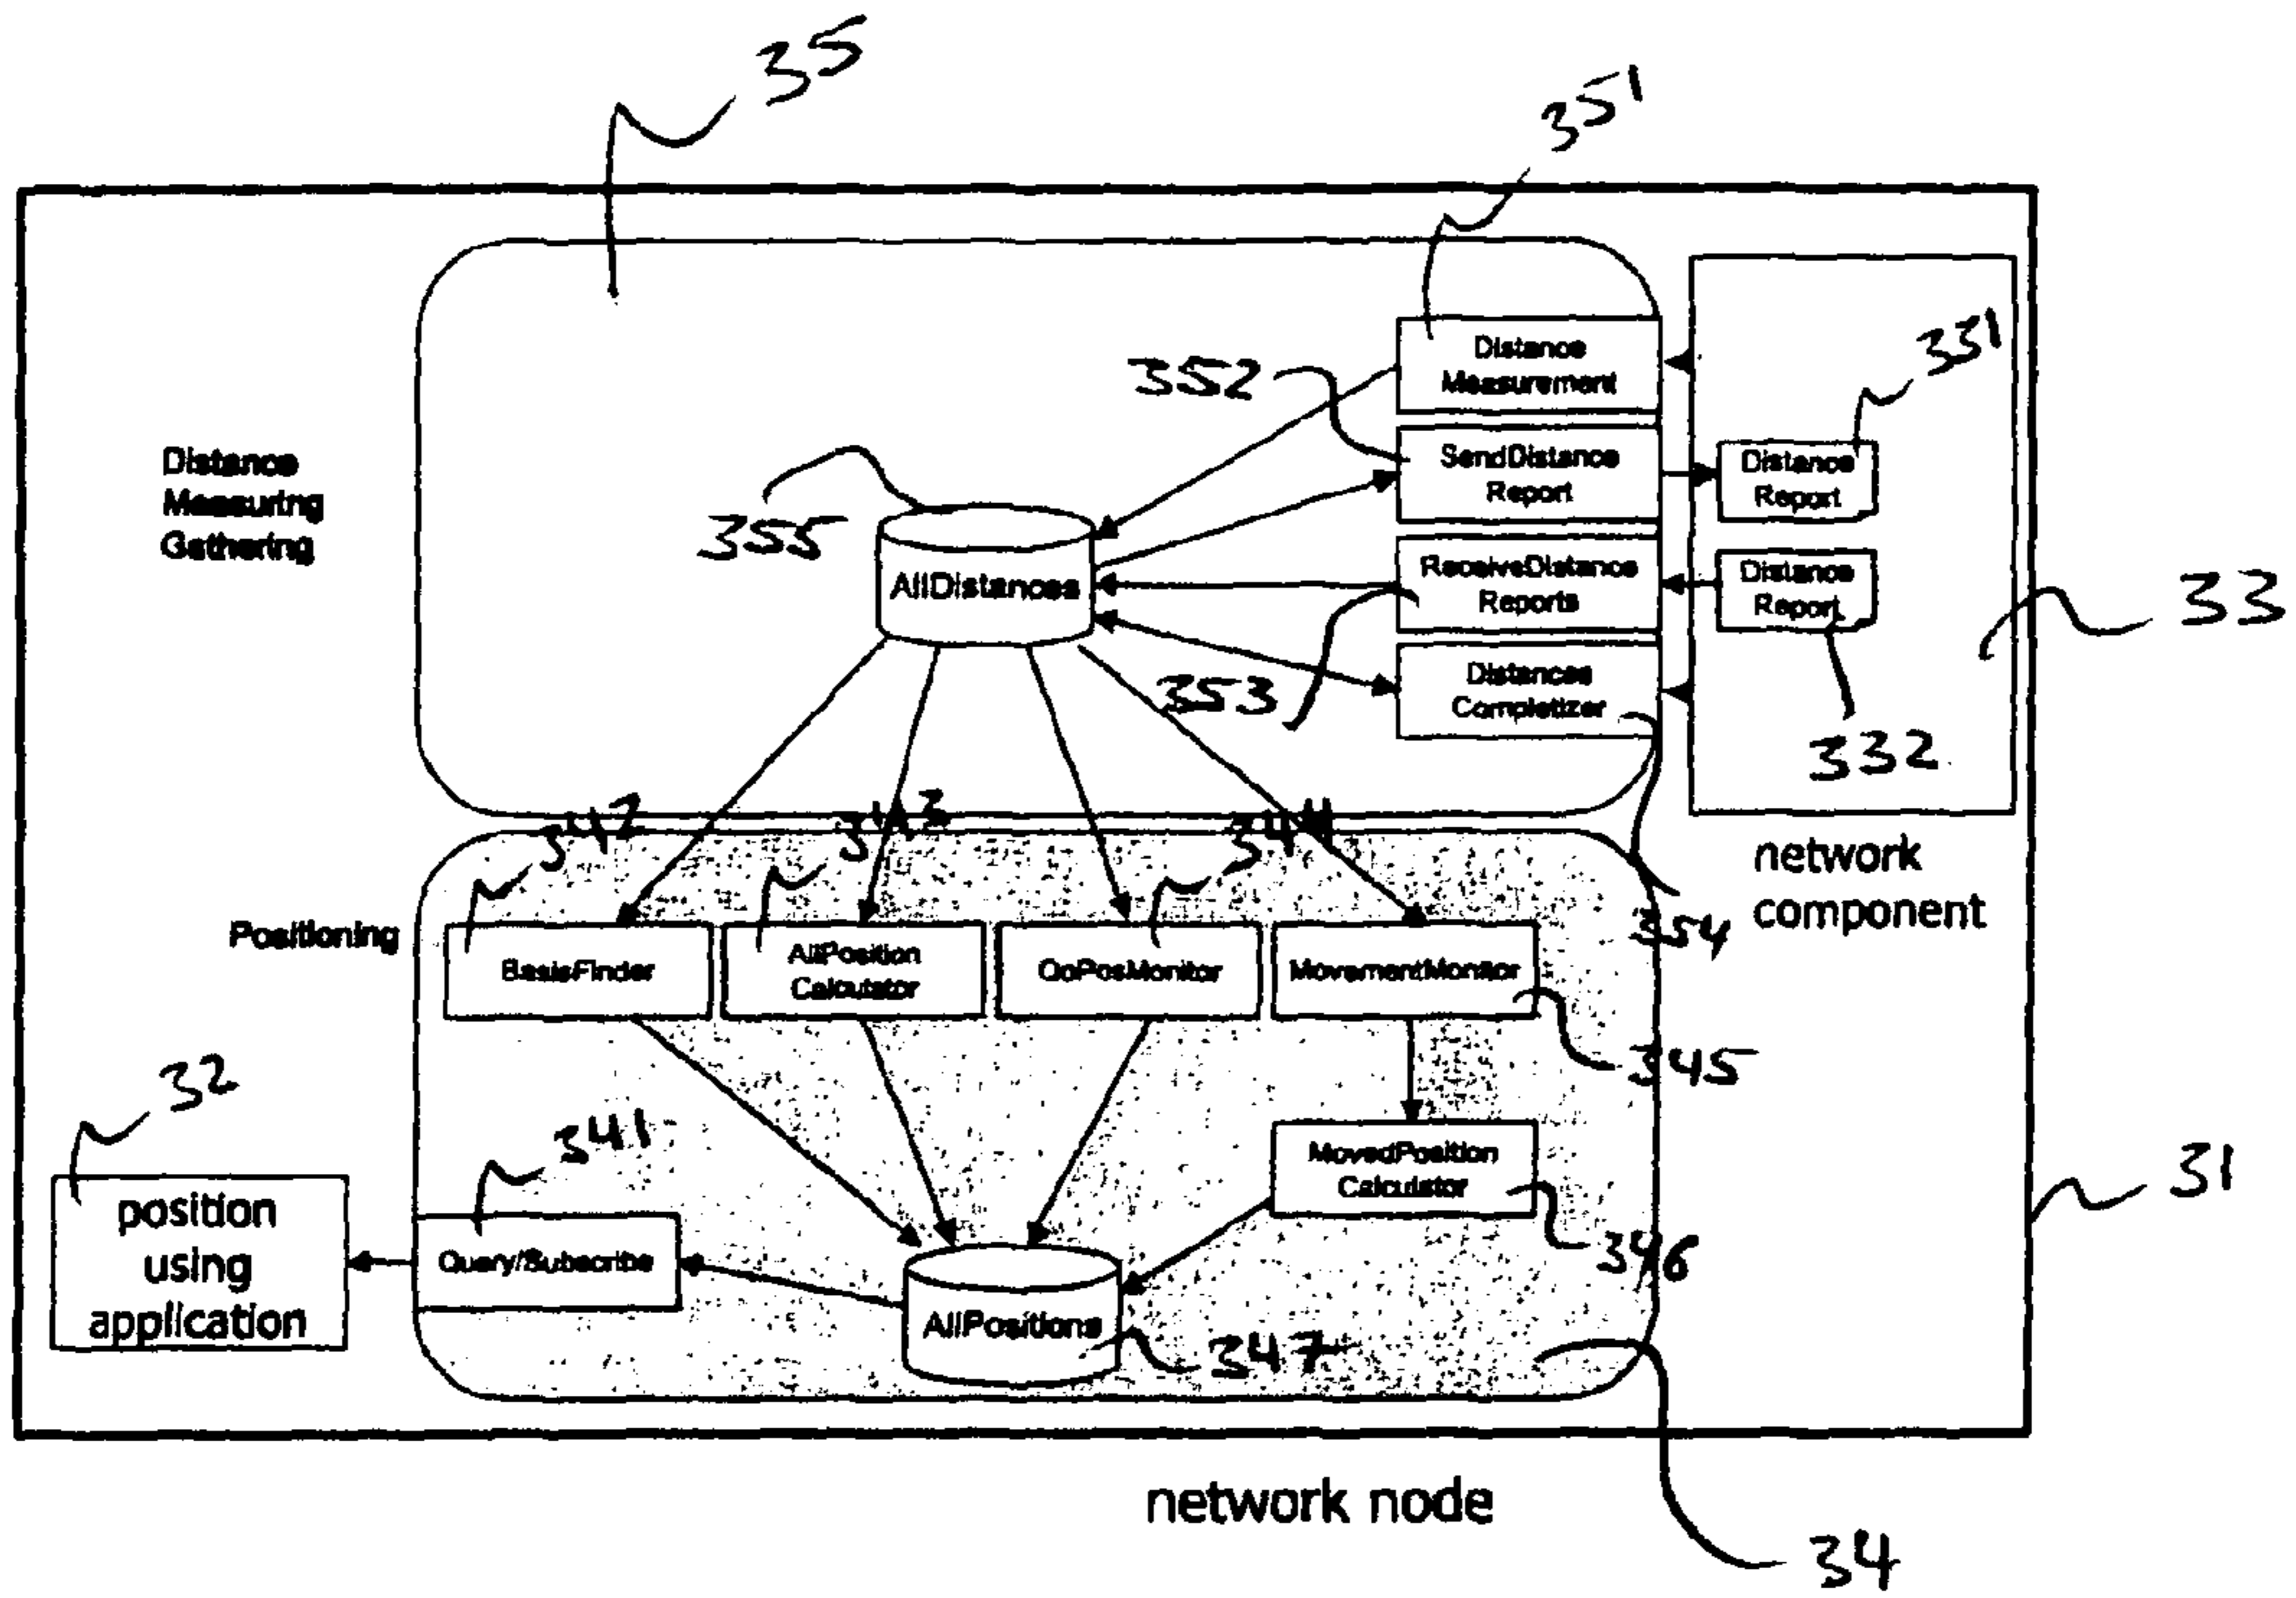 35
351
Distance
Measurement
331
352
SendDistance
Report
Distance
Report
Distance
Measuring
Gathering
355
AllDistances
ReceiveDistance
Reports
Distance
Report
33
353
Distances
Completizer
332
342
343
344
network
component
354
Positioning
BasisFinder
AllPosition
Calculator
QoPosMonitor
MovementMonitor
345
32
341
MovedPosition
Calculator
31
position
using
application
Query/Subscribe
346
AllPositions
347
network node
34